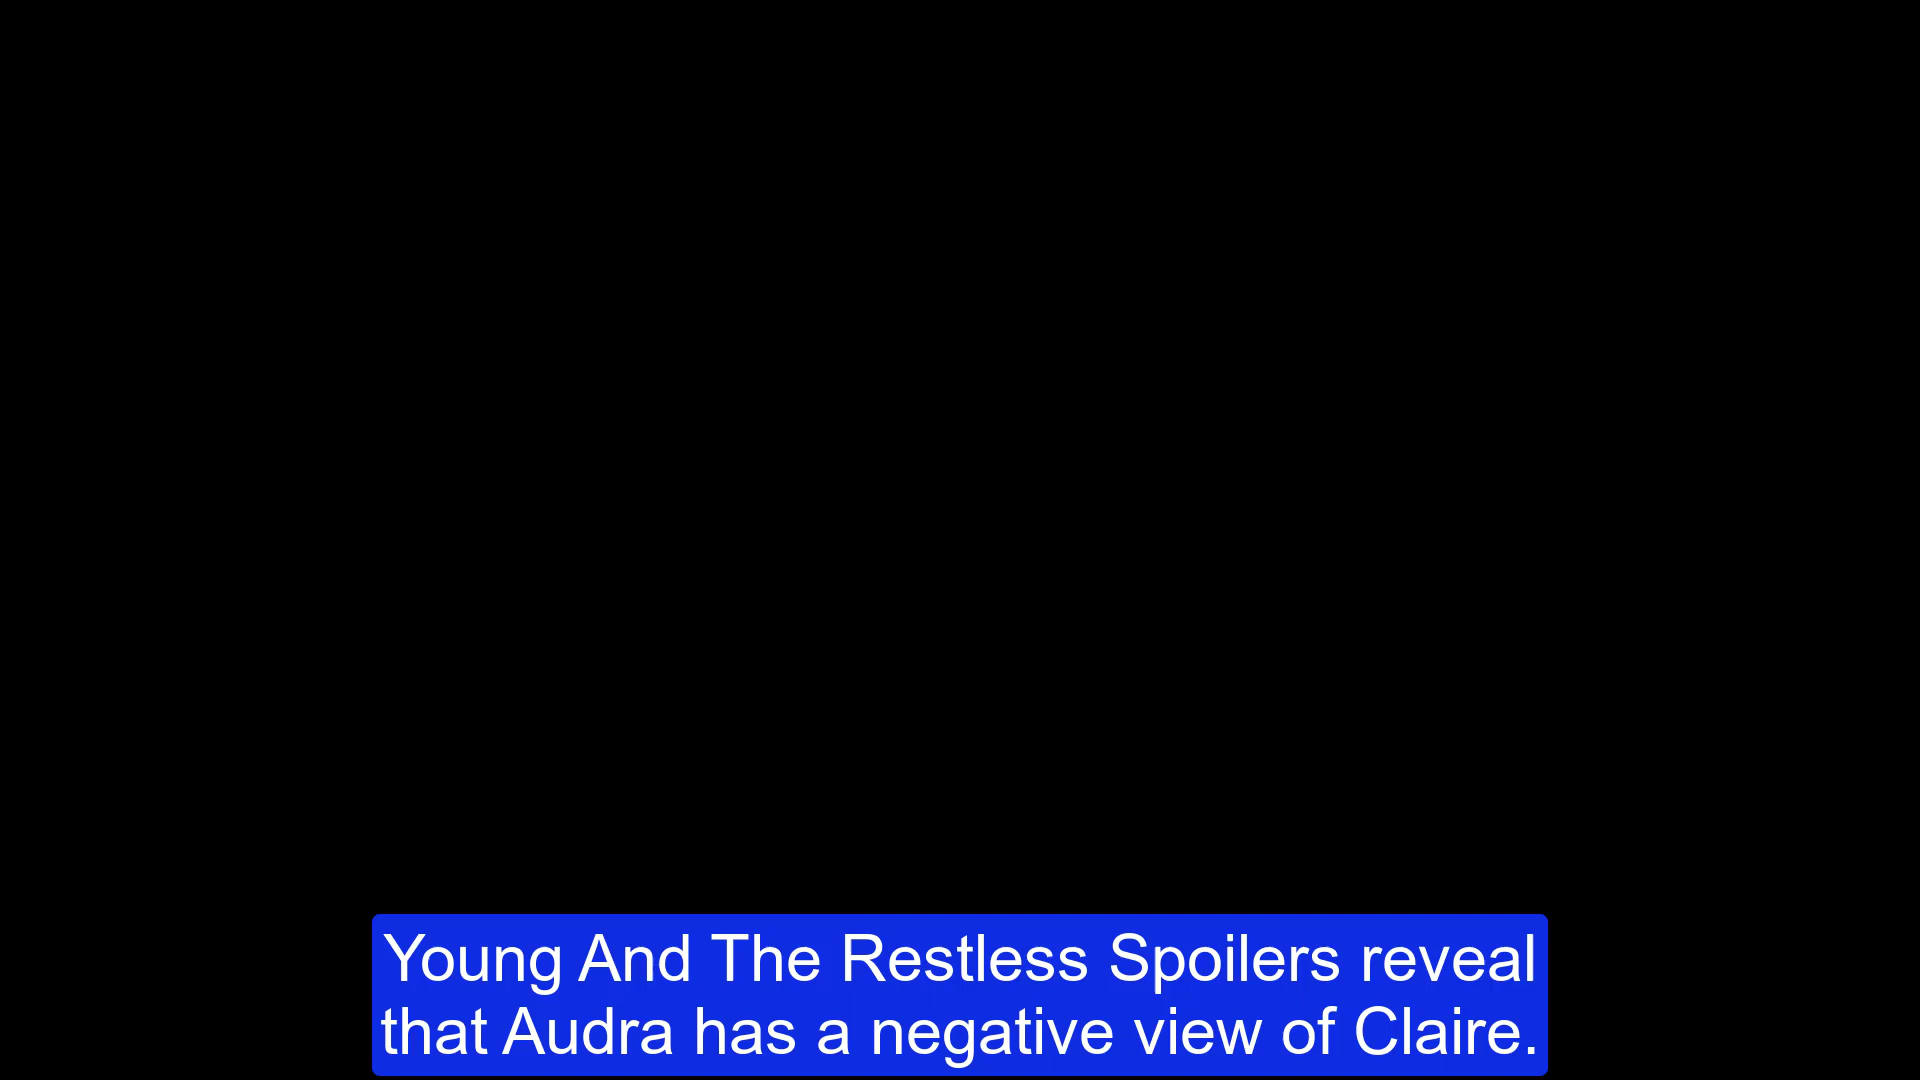 Young And The Restless Spoilers reveal
that Audra has a negative view of Claire.